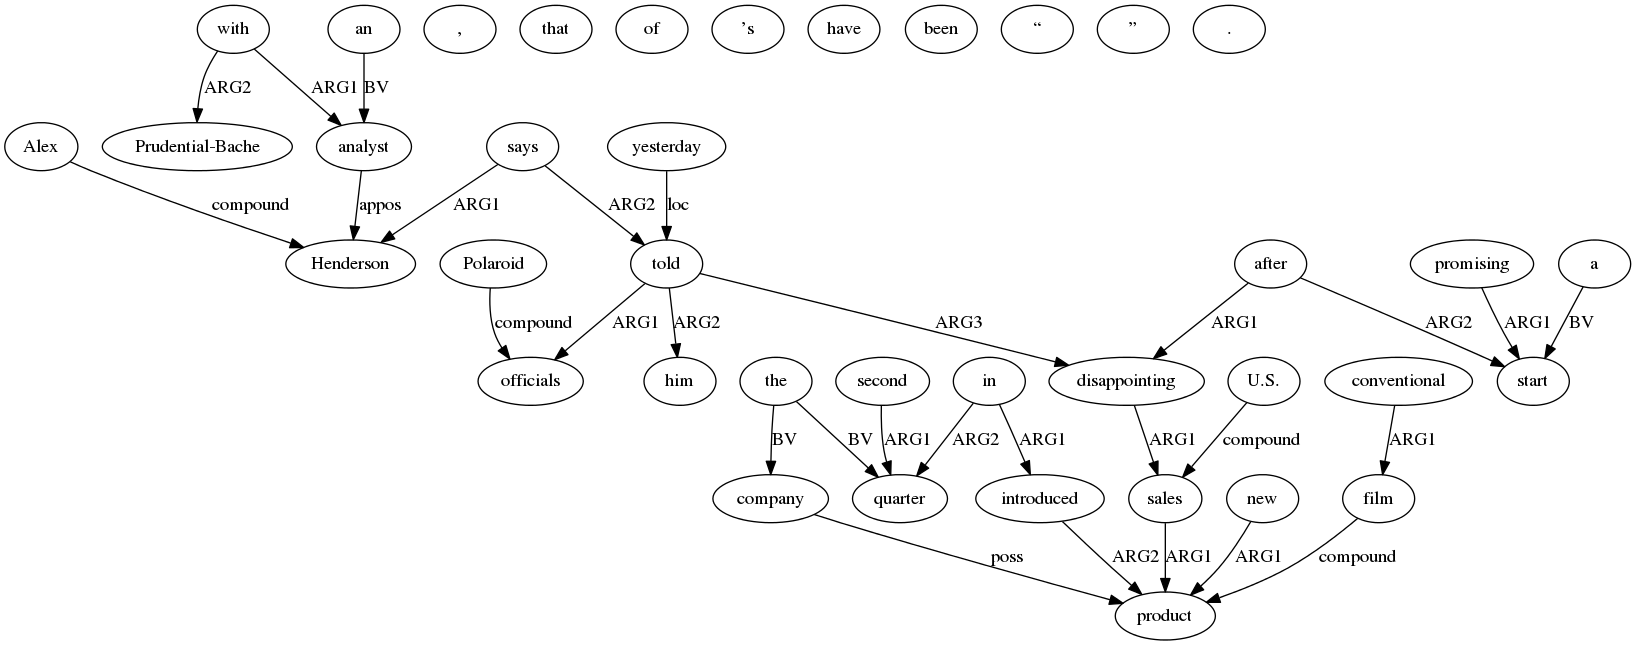 with an , that of ’s have been “ ” .
ARG2 ARG1 BV
Alex Prudential-Bache analyst says yesterday
compound appos ARG1 ARG2 loc
Henderson Polaroid told after promising a
compound ARG1 ARG2 ARG3 ARG1 ARG2 ARG1 BV
officials him the second in disappointing U.S. conventional start
BV BV ARG1 ARG2 ARG1 ARG1 compound ARG1
company quarter introduced sales new film
poss ARG2 ARG1 ARG1 compound
product